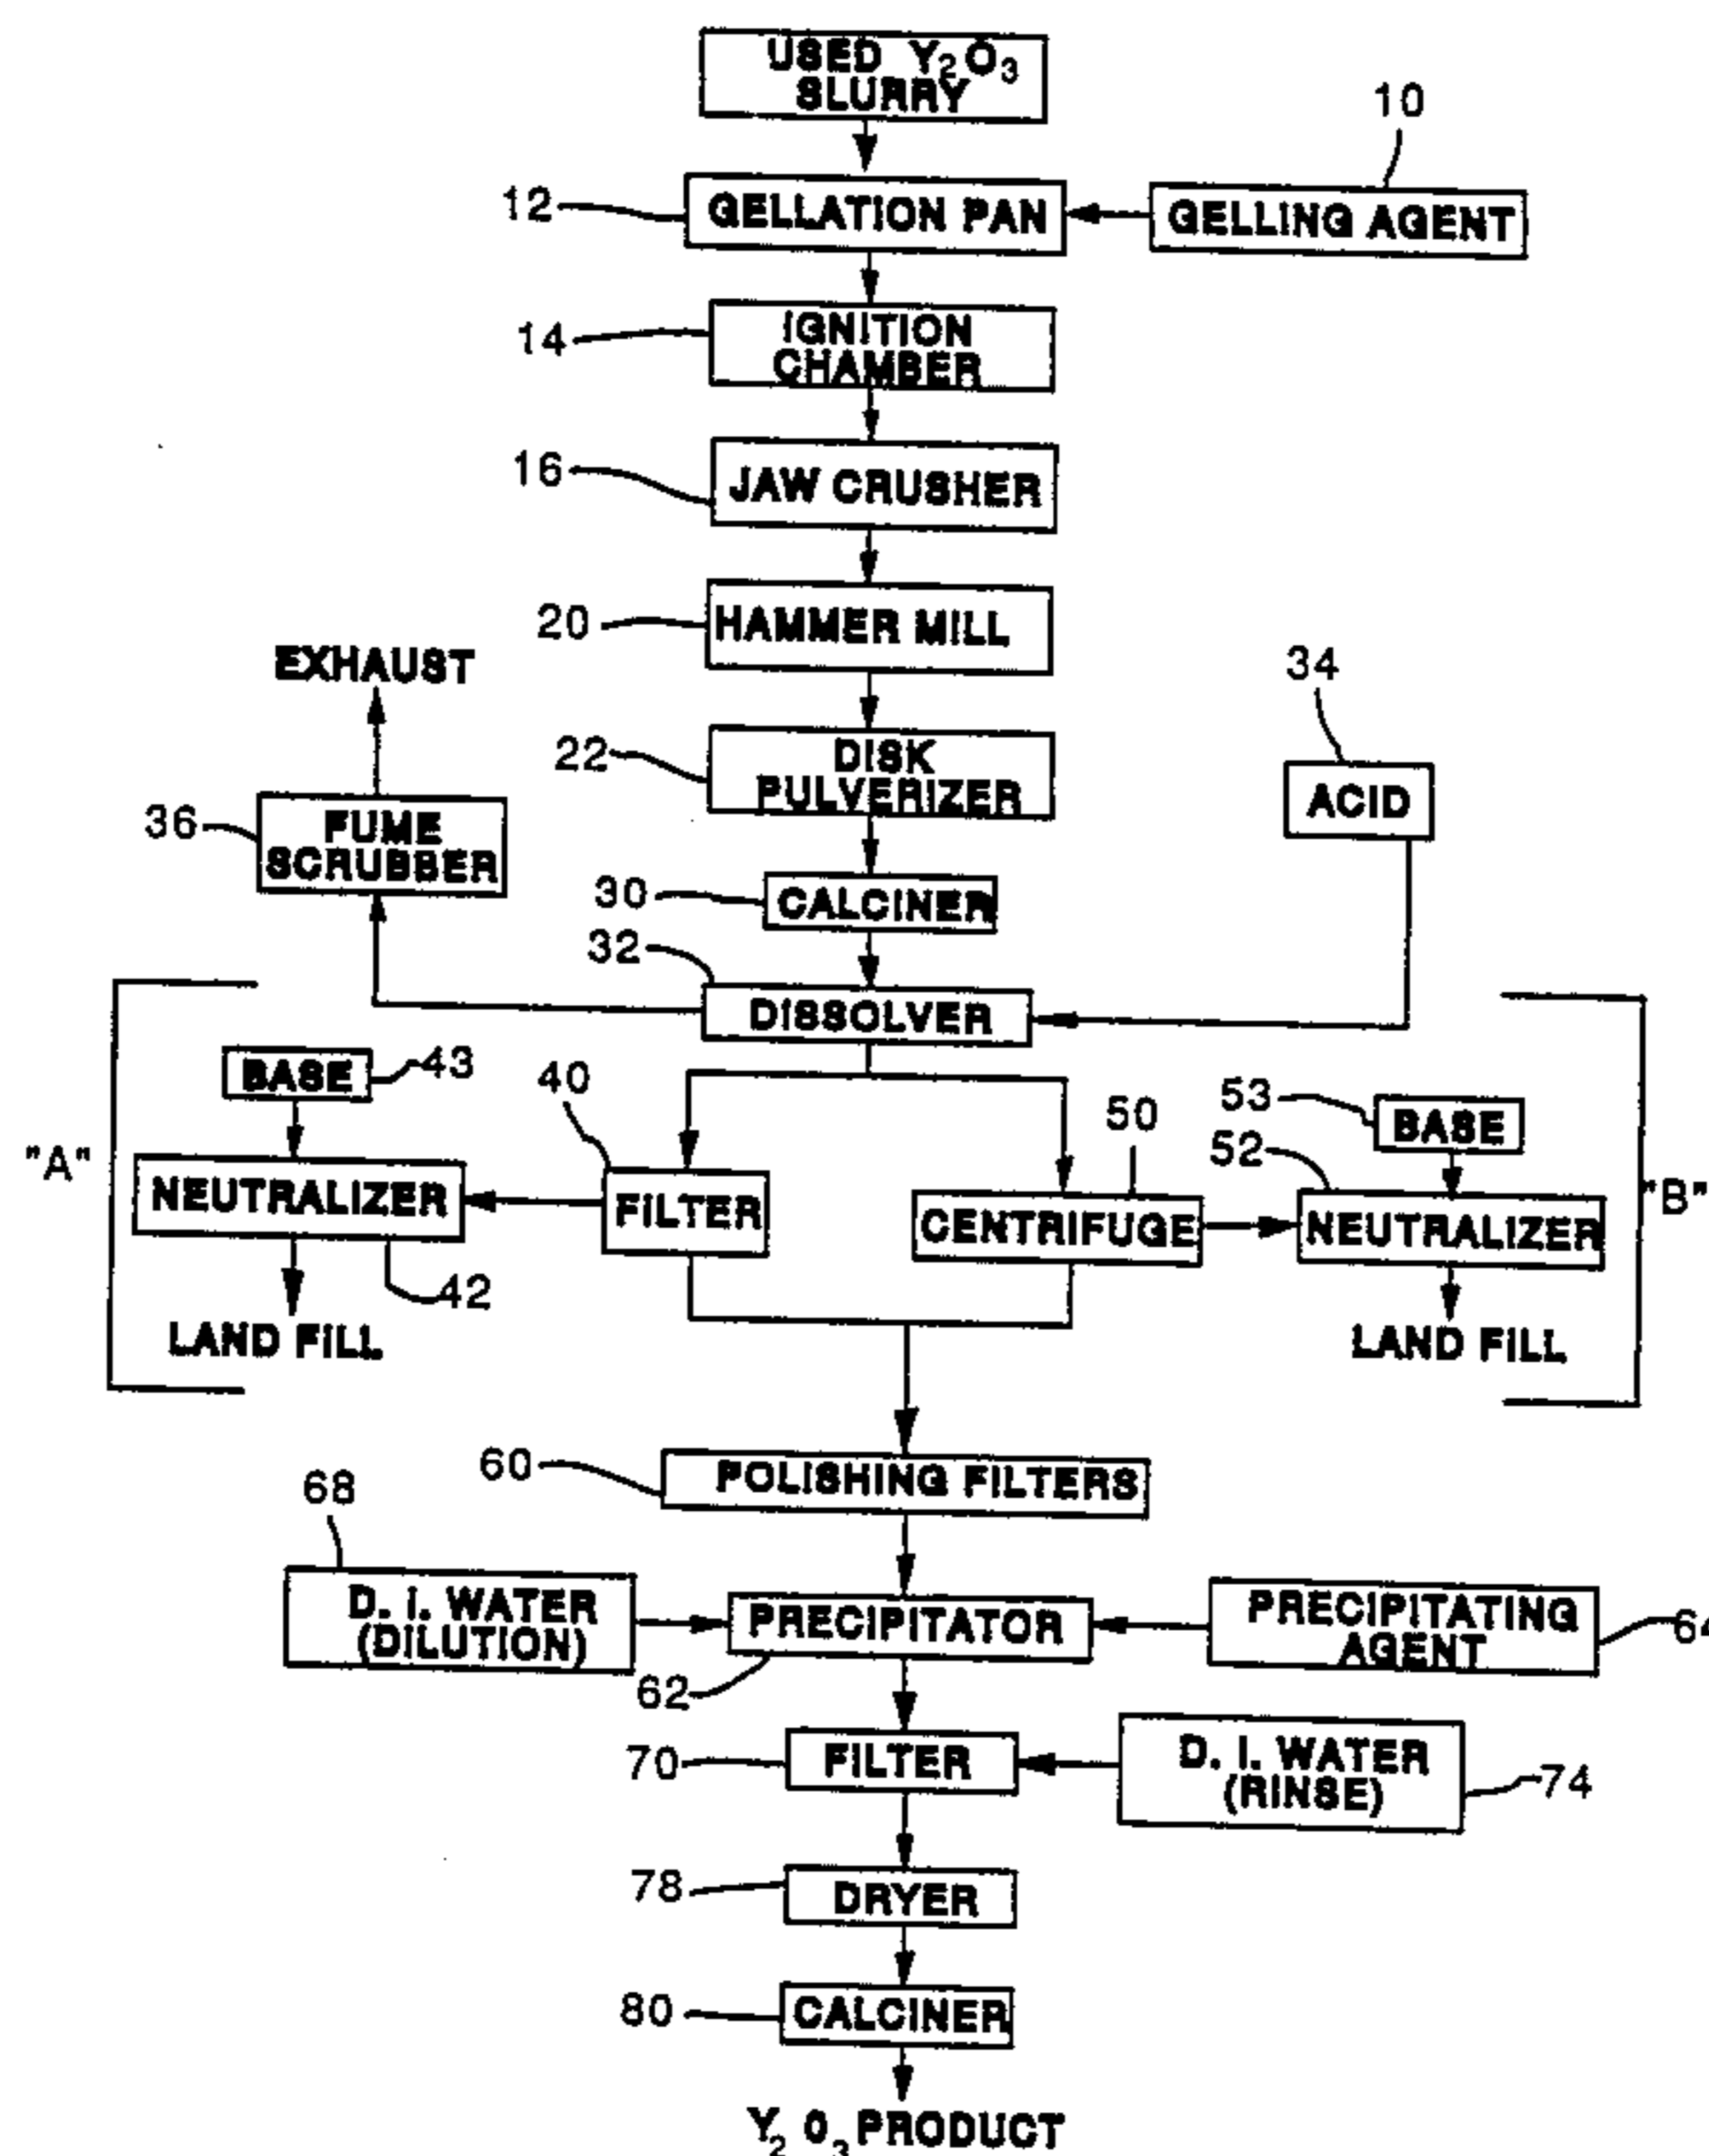 USED Y₂O₃
SLURRY
10
12
GELLATION PAN
GELLING AGENT
14
IGNITION
CHAMBER
16
JAW CRUSHER
20
HAMMER MILL
EXHAUST
34
22
DISK
PULVERIZER
ACID
36
FUME
SCRUBBER
30
CALCINER
32
DISSOLVER
"A"
BASE
43
40
50
53
BASE
52
"B"
NEUTRALIZER
FILTER
CENTRIFUGE
NEUTRALIZER
42
LAND FILL
LAND FILL
60
POLISHING FILTERS
68
D. I. WATER
(DILUTION)
PRECIPITATOR
PRECIPITATING
AGENT
64
62
70
FILTER
D. I. WATER
(RINSE)
74
78
DRYER
80
CALCINER
Y₂O₃ PRODUCT